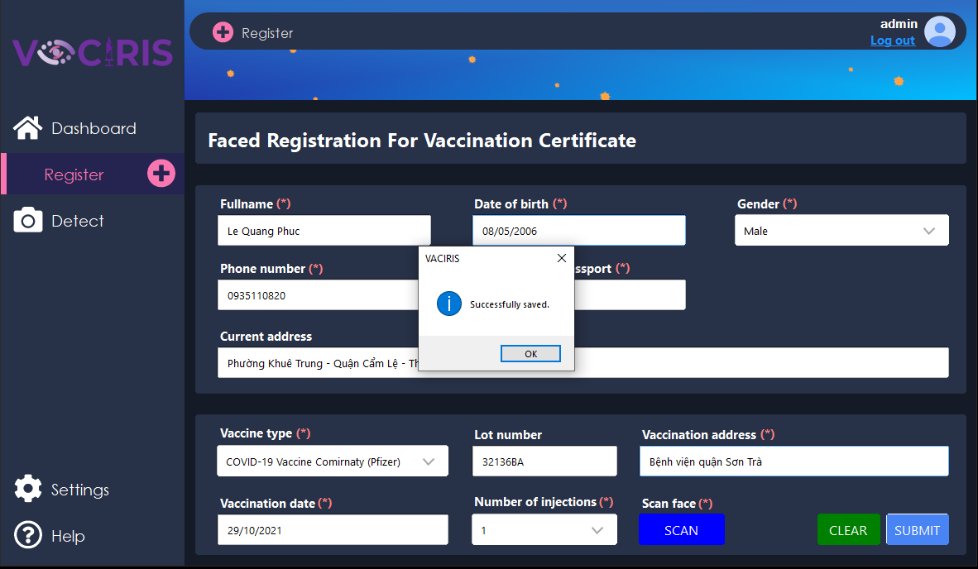 VACIRIS
Register
admin
Log out
Dashboard
Register
Detect
Settings
Help
Faced Registration For Vaccination Certificate
Fullname (*)
Date of birth (*)
Gender (*)
Le Quang Phuc
08/05/2006
Male
Phone number (*)
ssport (*)
0935110820
Current address
Phường Khuê Trung - Quận Cẩm Lệ - Th
VACIRIS
Successfully saved.
OK
Vaccine type (*)
Lot number
Vaccination address (*)
COVID-19 Vaccine Comirnaty (Pfizer)
32136BA
Bệnh viện quận Sơn Trà
Vaccination date (*)
Number of injections (*)
Scan face (*)
29/10/2021
1
SCAN
CLEAR
SUBMIT